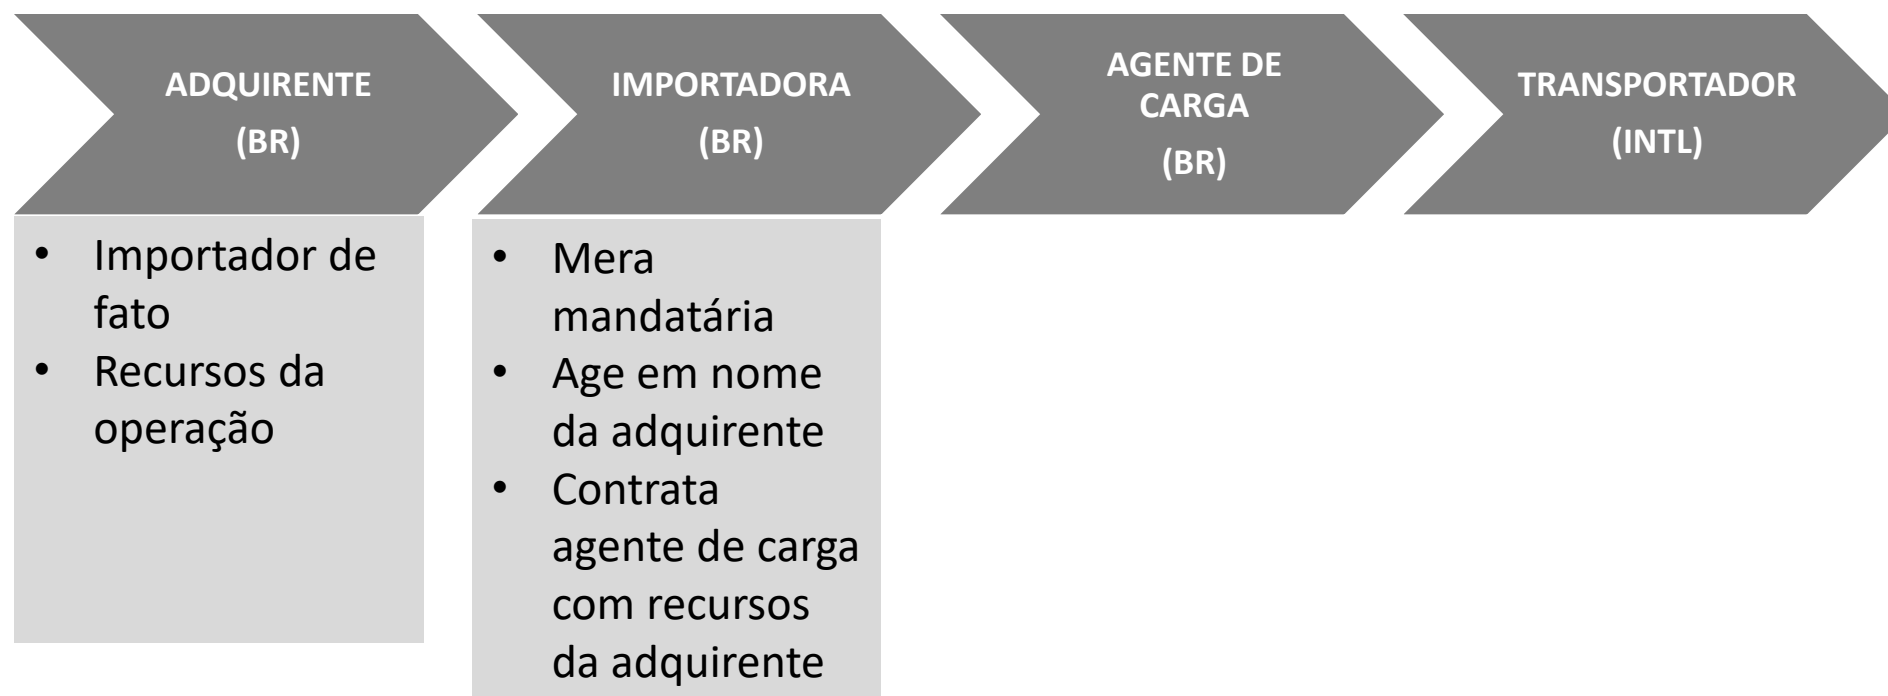 ADQUIRENTE
(BR)
• Importador de
fato
• Recursos da
operação
IMPORTADORA
(BR)
• Mera
mandatária
• Age em nome
da adquirente
• Contrata
agente de carga
com recursos
da adquirente
AGENTE DE
CARGA
(BR)
TRANSPORTADOR
(INTL)